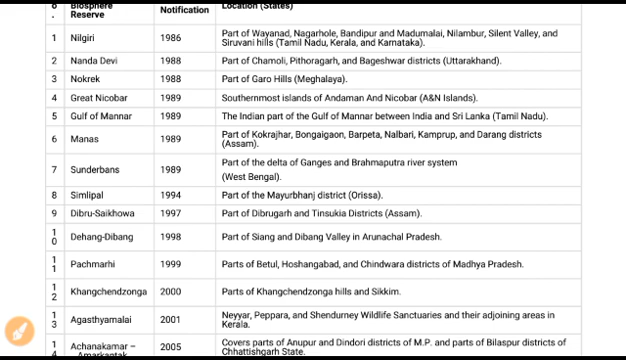 o Biosphere Notification Location (States)
. Reserve
1 Nilgiri 1986 Part of Wayanad, Nagarhole, Bandipur and Madumalai, Nilambur, Silent Valley, and
Siruvani hills (Tamil Nadu, Kerala, and Karnataka).
2 Nanda Devi 1988 Part of Chamoli, Pithoragarh, and Bageshwar districts (Uttarakhand).
3 Nokrek 1988 Part of Garo Hills (Meghalaya).
4 Great Nicobar 1989 Southernmost islands of Andaman And Nicobar (A&N Islands).
5 Gulf of Mannar 1989 The Indian part of the Gulf of Mannar between India and Sri Lanka (Tamil Nadu).
6 Manas 1989 Part of Kokrajhar, Bongaigaon, Barpeta, Nalbari, Kamprup, and Darang districts
(Assam).
7 Sunderbans 1989 Part of the delta of Ganges and Brahmaputra river system
(West Bengal).
8 Simlipal 1994 Part of the Mayurbhanj district (Orissa).
9 Dibru-Saikhowa 1997 Part of Dibrugarh and Tinsukia Districts (Assam).
10 Dehang-Dibang 1998 Part of Siang and Dibang Valley in Arunachal Pradesh.
11 Pachmarhi 1999 Parts of Betul, Hoshangabad, and Chindwara districts of Madhya Pradesh.
12 Khangchendzonga 2000 Parts of Khangchendzonga hills and Sikkim.
13 Agasthyamalai 2001 Neyyar, Peppara, and Shendurney Wildlife Sanctuaries and their adjoining areas in
Kerala.
14 Achanakamar – 2005 Covers parts of Anupur and Dindori districts of M.P. and parts of Bilaspur districts of
Amarkantak Chhattishgarh State.